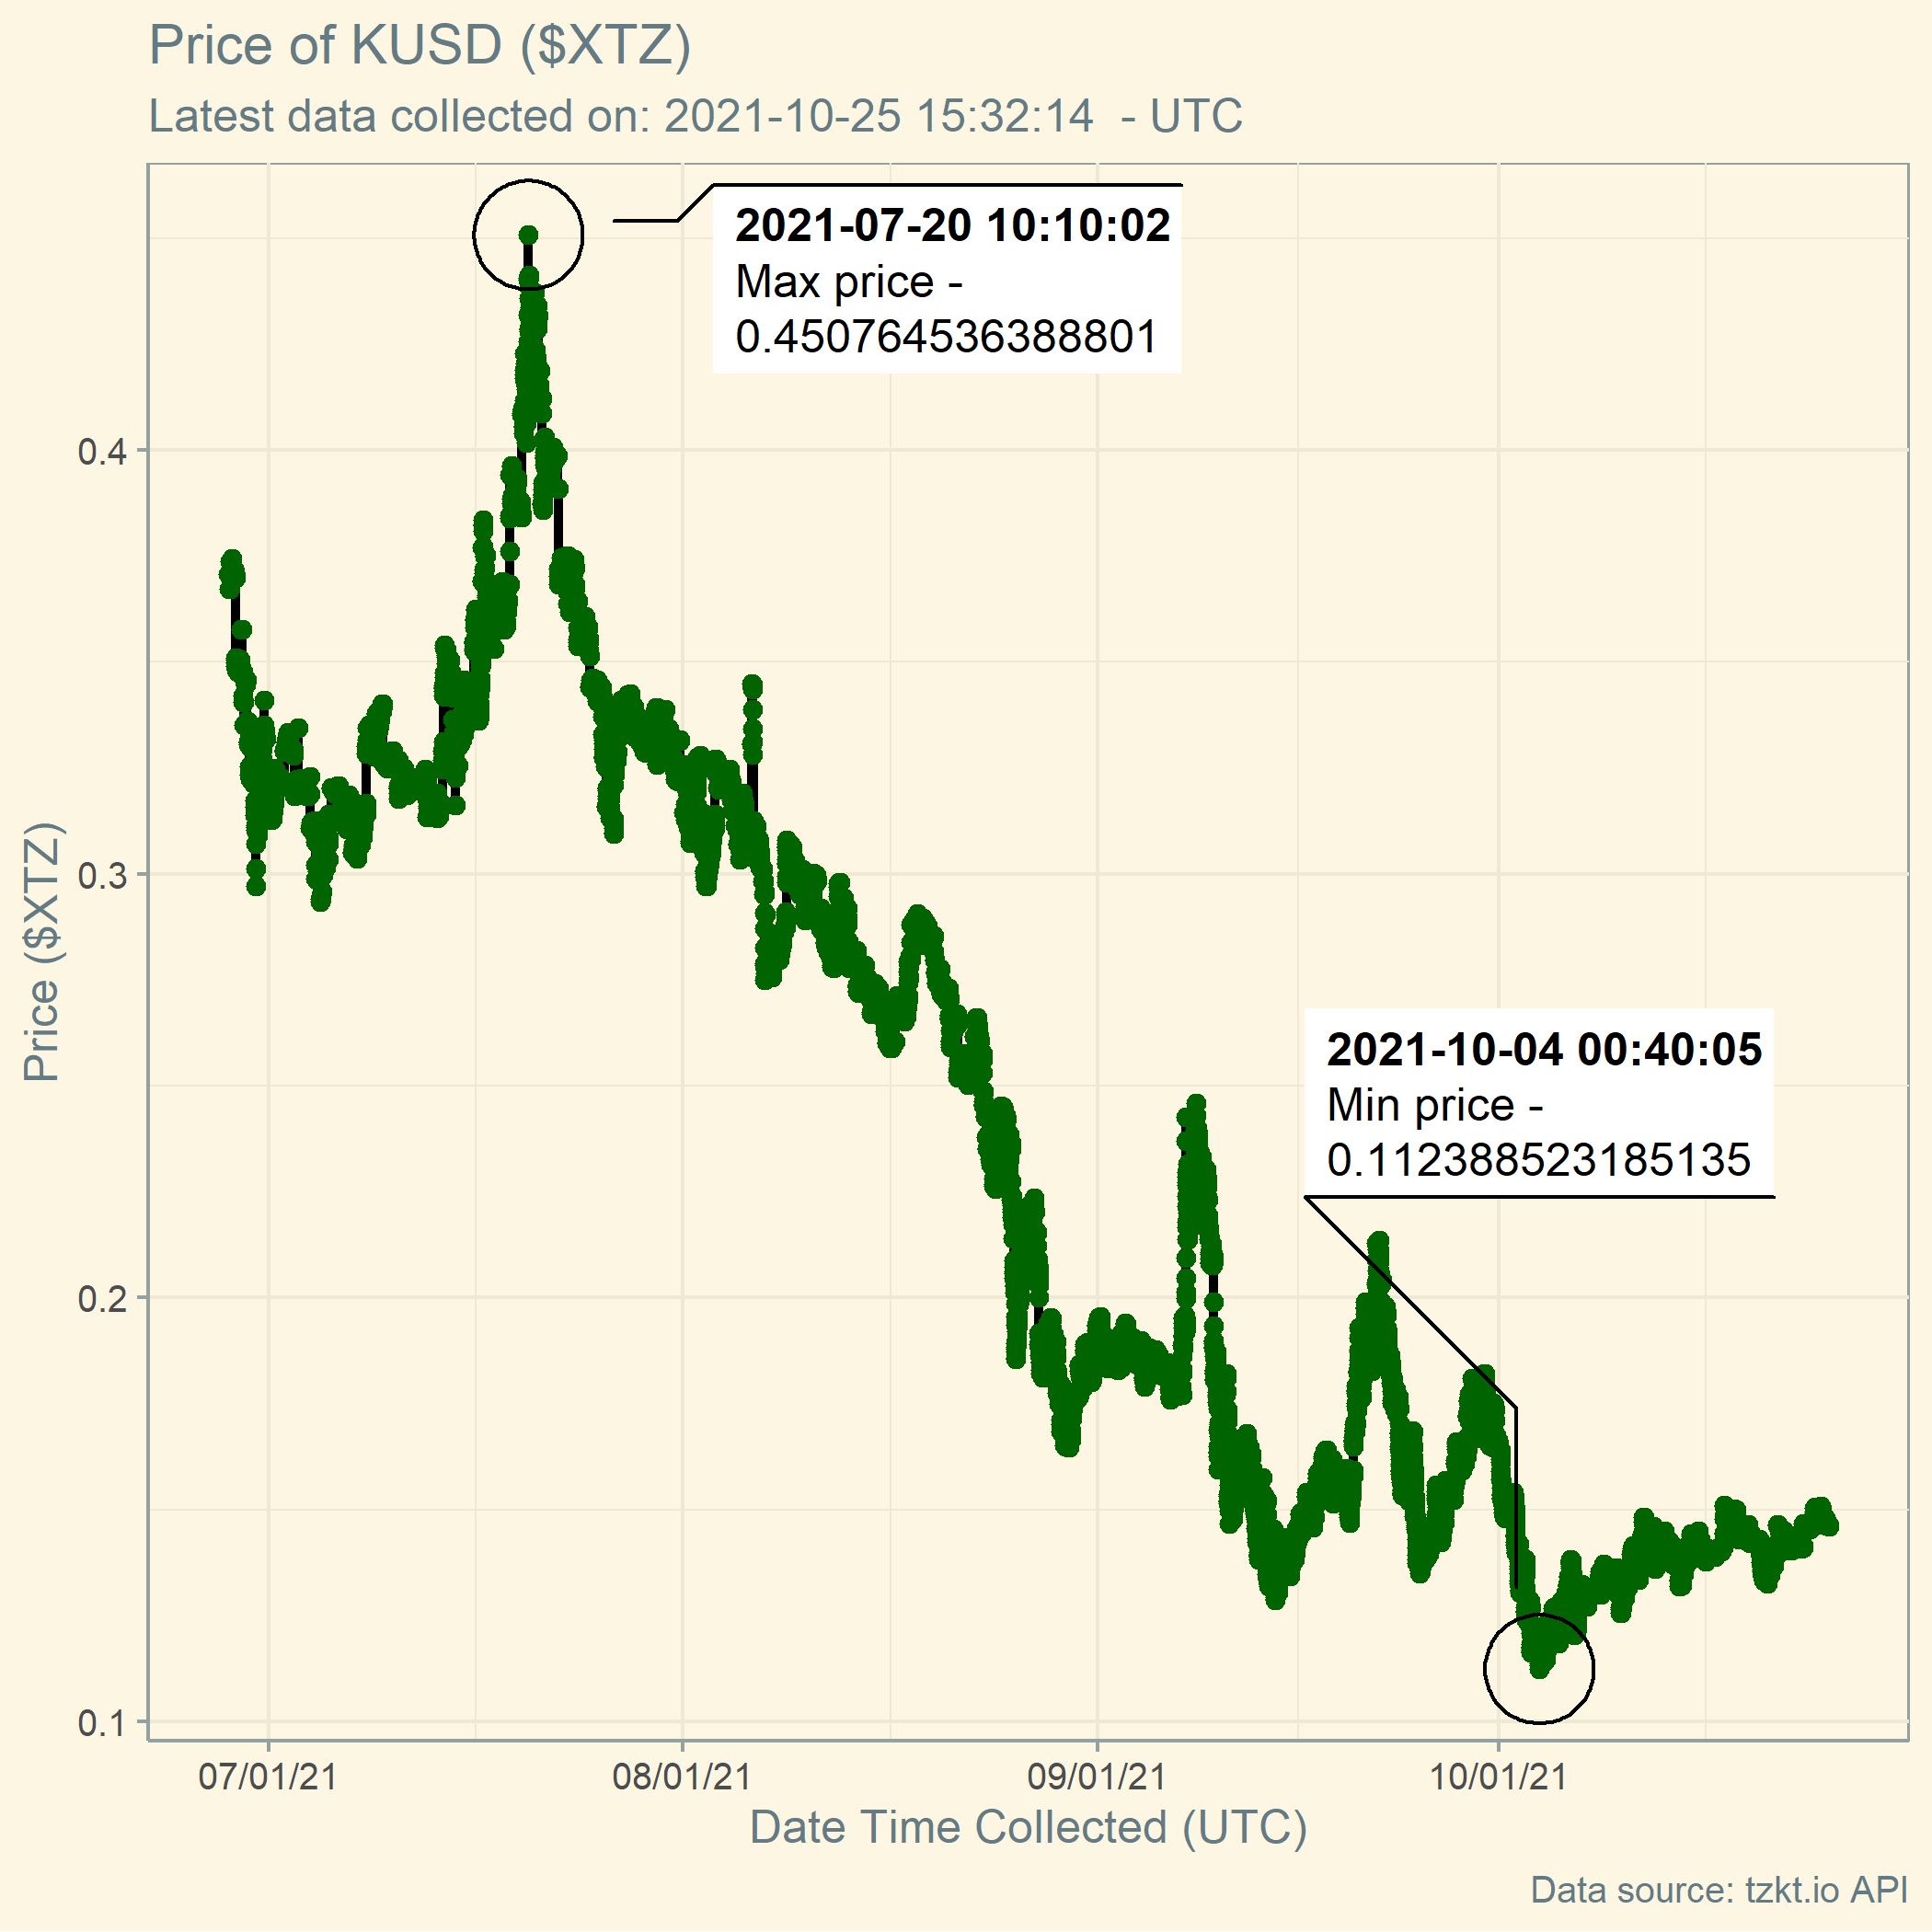 Price of KUSD ($XTZ)
Latest data collected on: 2021-10-25 15:32:14  - UTC
2021-07-20 10:10:02
Max price -
0.450764536388801
0.4
0.3
0.2
0.1
Price ($XTZ)
2021-10-04 00:40:05
Min price -
0.112388523185135
07/01/21
08/01/21
09/01/21
10/01/21
Date Time Collected (UTC)
Data source: tzkt.io API